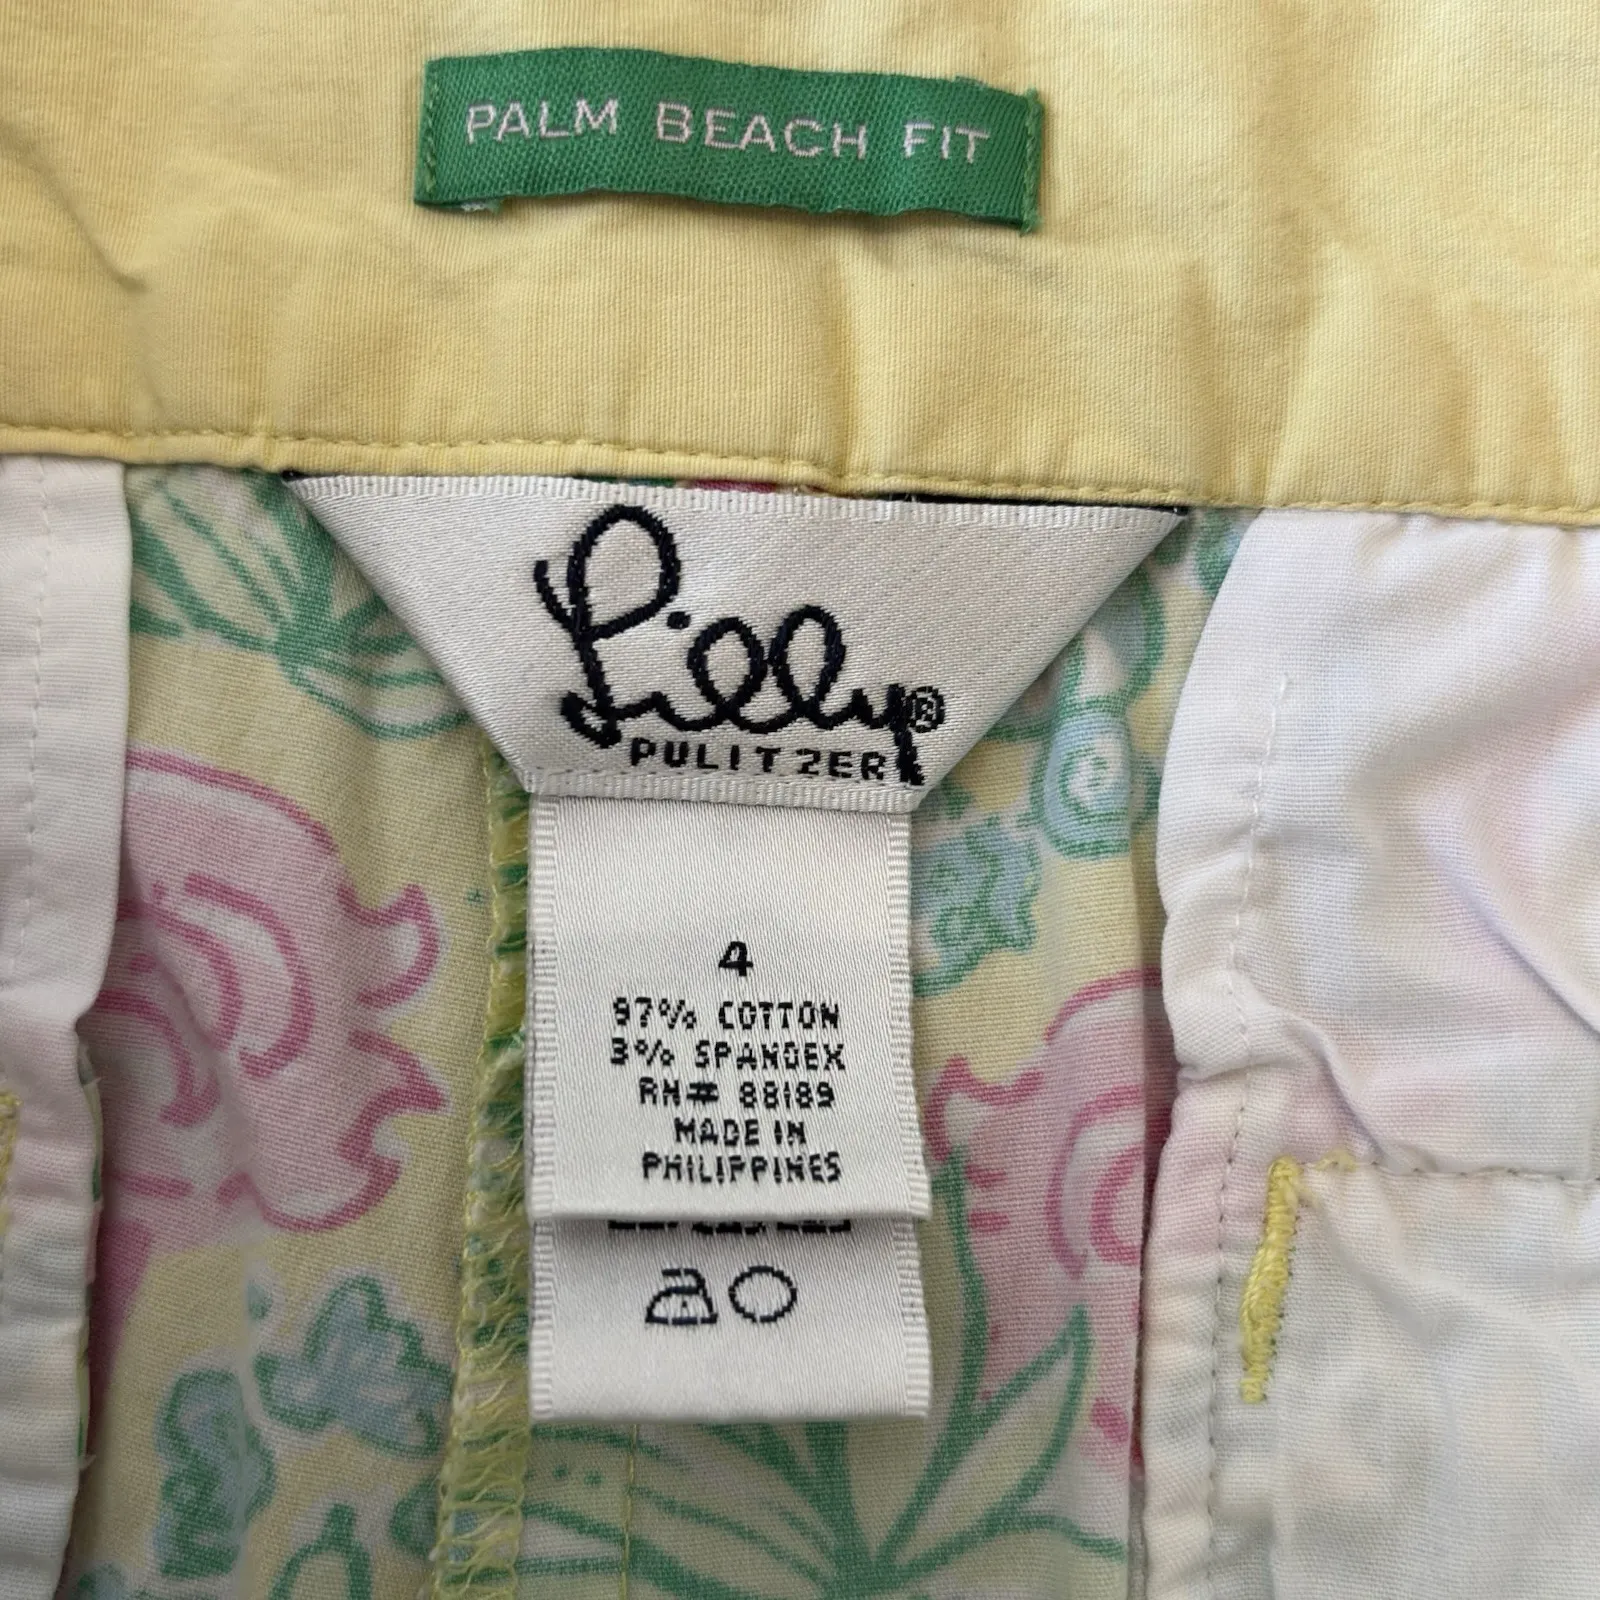 PALM BEACH FIT
Lilly®
PULITZER
4
97% COTTON
3% SPANDEX
RN# 88189
MADE IN
PHILIPPINES